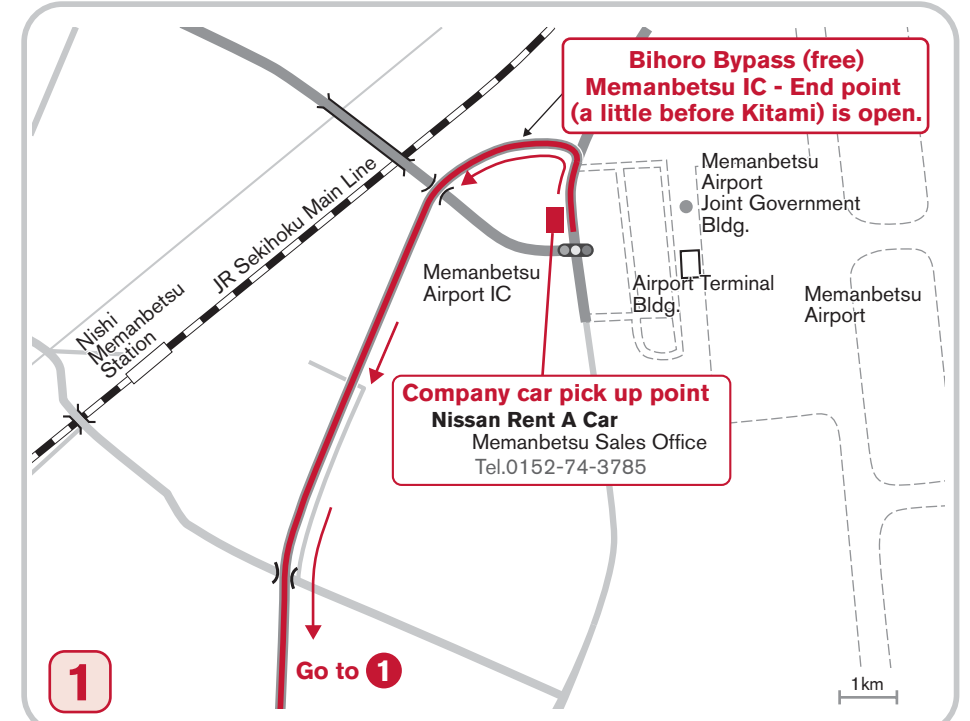 Bihoro Bypass (free)
Memanbetsu IC - End point
(a little before Kitami) is open.
Memanbetsu
Airport
Joint Government
Bldg.
JR Sekihoku Main Line
Memanbetsu
Airport IC
Airport Terminal
Bldg.
Memanbetsu
Airport
Nishi
Memanbetsu
Station
Company car pick up point
Nissan Rent A Car
Memanbetsu Sales Office
Tel.0152-74-3785
Go to 1
1
1km